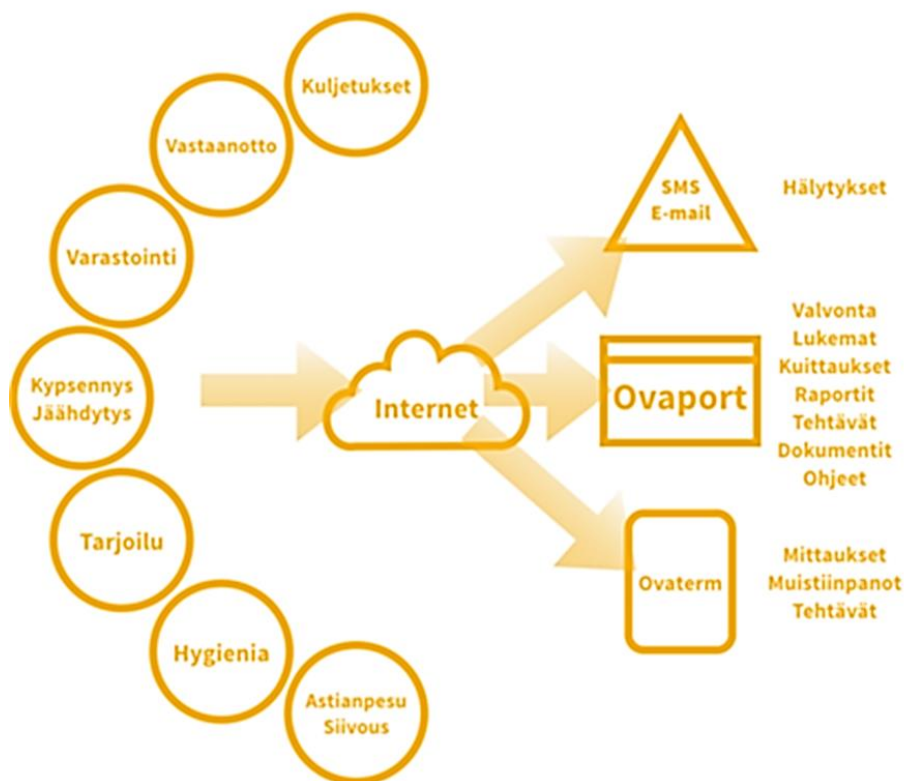 Kuljetukset
Vastaanotto
Varastointi
Kypsennys
Jäähdytys
Tarjoilu
Hygienia
Astianpesu
Siivous
Internet
SMS
E-mail
Hälytykset
Ovaport
Valvonta
Lukemat
Kuittaukset
Raportit
Tehtävät
Dokumentit
Ohjeet
Ovaterm
Mittaukset
Muistiinpanot
Tehtävät